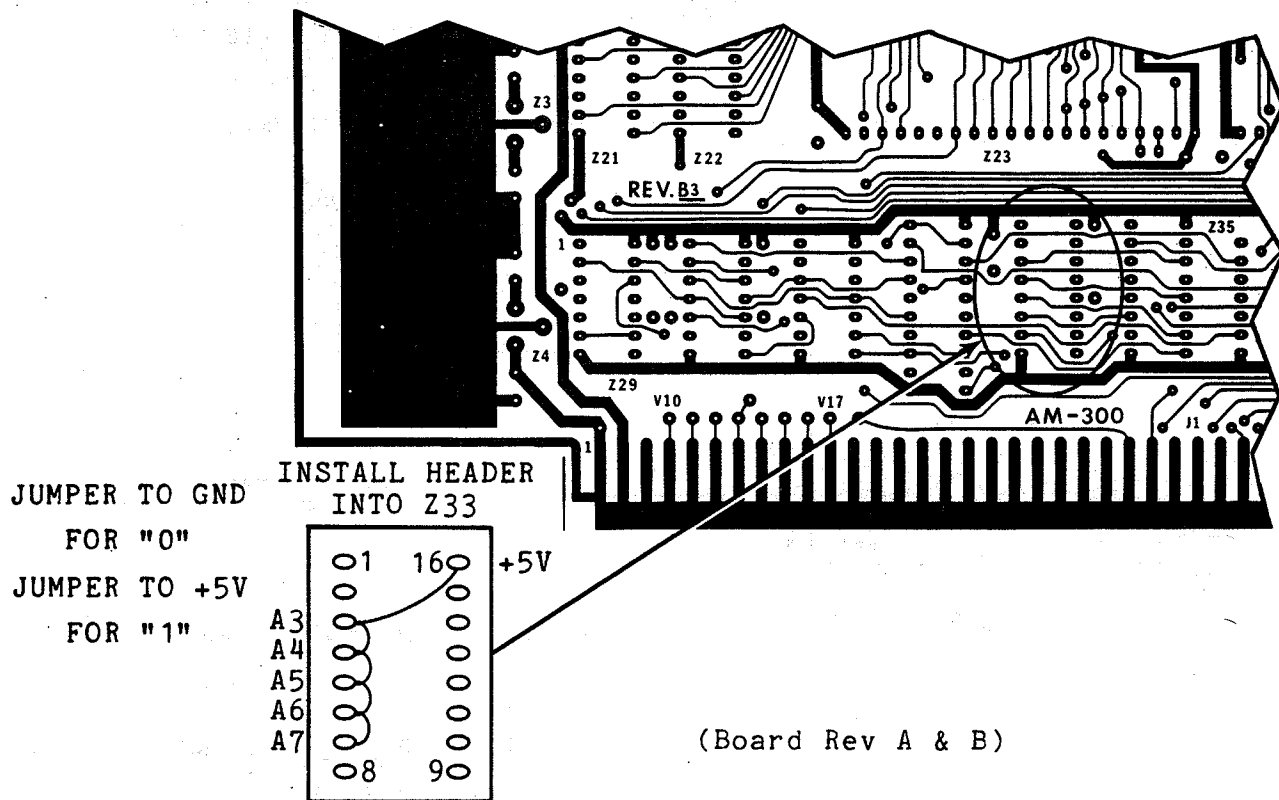 Z3
Z21
Z22
Z23
REV. B3
Z35
1
Z4
Z29
V10
V17
AM-300
J1
1
INSTALL HEADER
INTO Z33
JUMPER TO GND
FOR "0"
JUMPER TO +5V
FOR "1"
1 16 +5V
A3
A4
A5
A6
A7
8 9
(Board Rev A & B)